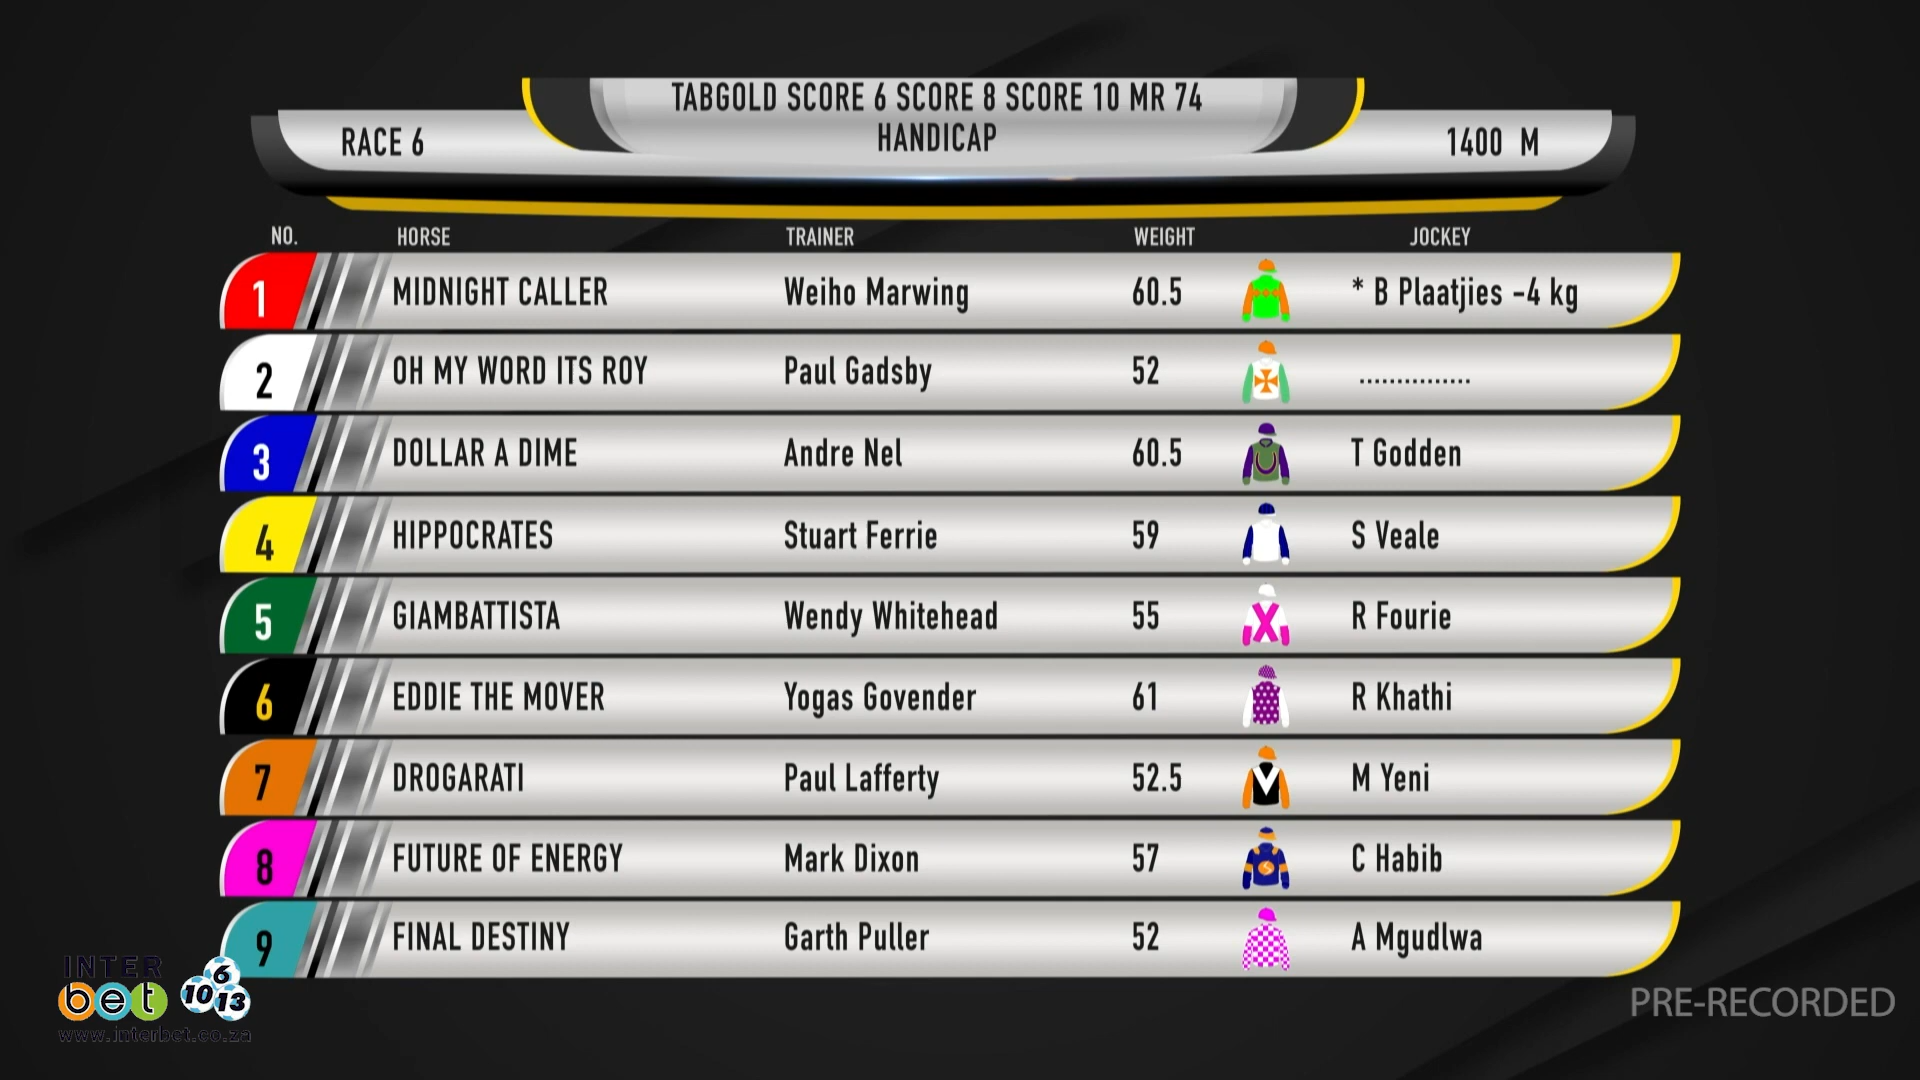 TABGOLD SCORE 6 SCORE 8 SCORE 10 MR 74
HANDICAP
RACE 6
1400 M
NO. HORSE TRAINER WEIGHT JOCKEY
1 MIDNIGHT CALLER Weiho Marwing 60.5 * B Plaatjies -4 kg
2 OH MY WORD ITS ROY Paul Gadsby 52 ...............
3 DOLLAR A DIME Andre Nel 60.5 T Godden
4 HIPPOCRATES Stuart Ferrie 59 S Veale
5 GIAMBATTISTA Wendy Whitehead 55 R Fourie
6 EDDIE THE MOVER Yogas Govender 61 R Khathi
7 DROGARATI Paul Lafferty 52.5 M Yeni
8 FUTURE OF ENERGY Mark Dixon 57 C Habib
9 FINAL DESTINY Garth Puller 52 A Mgudlwa
INTER
bet
6
10 13
www.interbet.co.za
PRE-RECORDED